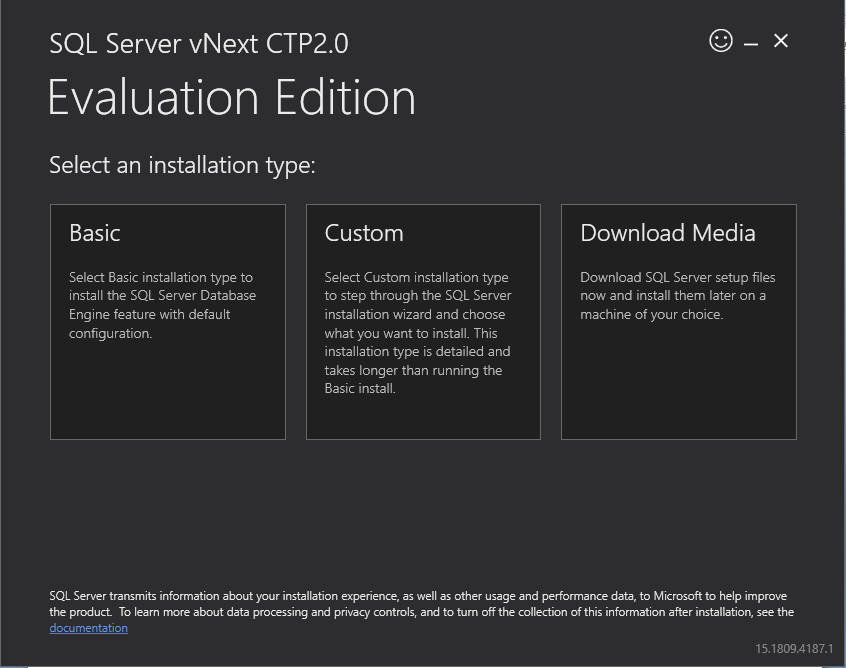 SQL Server vNext CTP2.0
Evaluation Edition
Select an installation type:
Basic
Select Basic installation type to
install the SQL Server Database
Engine feature with default
configuration.
Custom
Select Custom installation type
to step through the SQL Server
installation wizard and choose
what you want to install. This
installation type is detailed and
takes longer than running the
Basic install.
Download Media
Download SQL Server setup files
now and install them later on a
machine of your choice.
SQL Server transmits information about your installation experience, as well as other usage and performance data, to Microsoft to help improve
the product.  To learn more about data processing and privacy controls, and to turn off the collection of this information after installation, see the
documentation
15.1809.4187.1